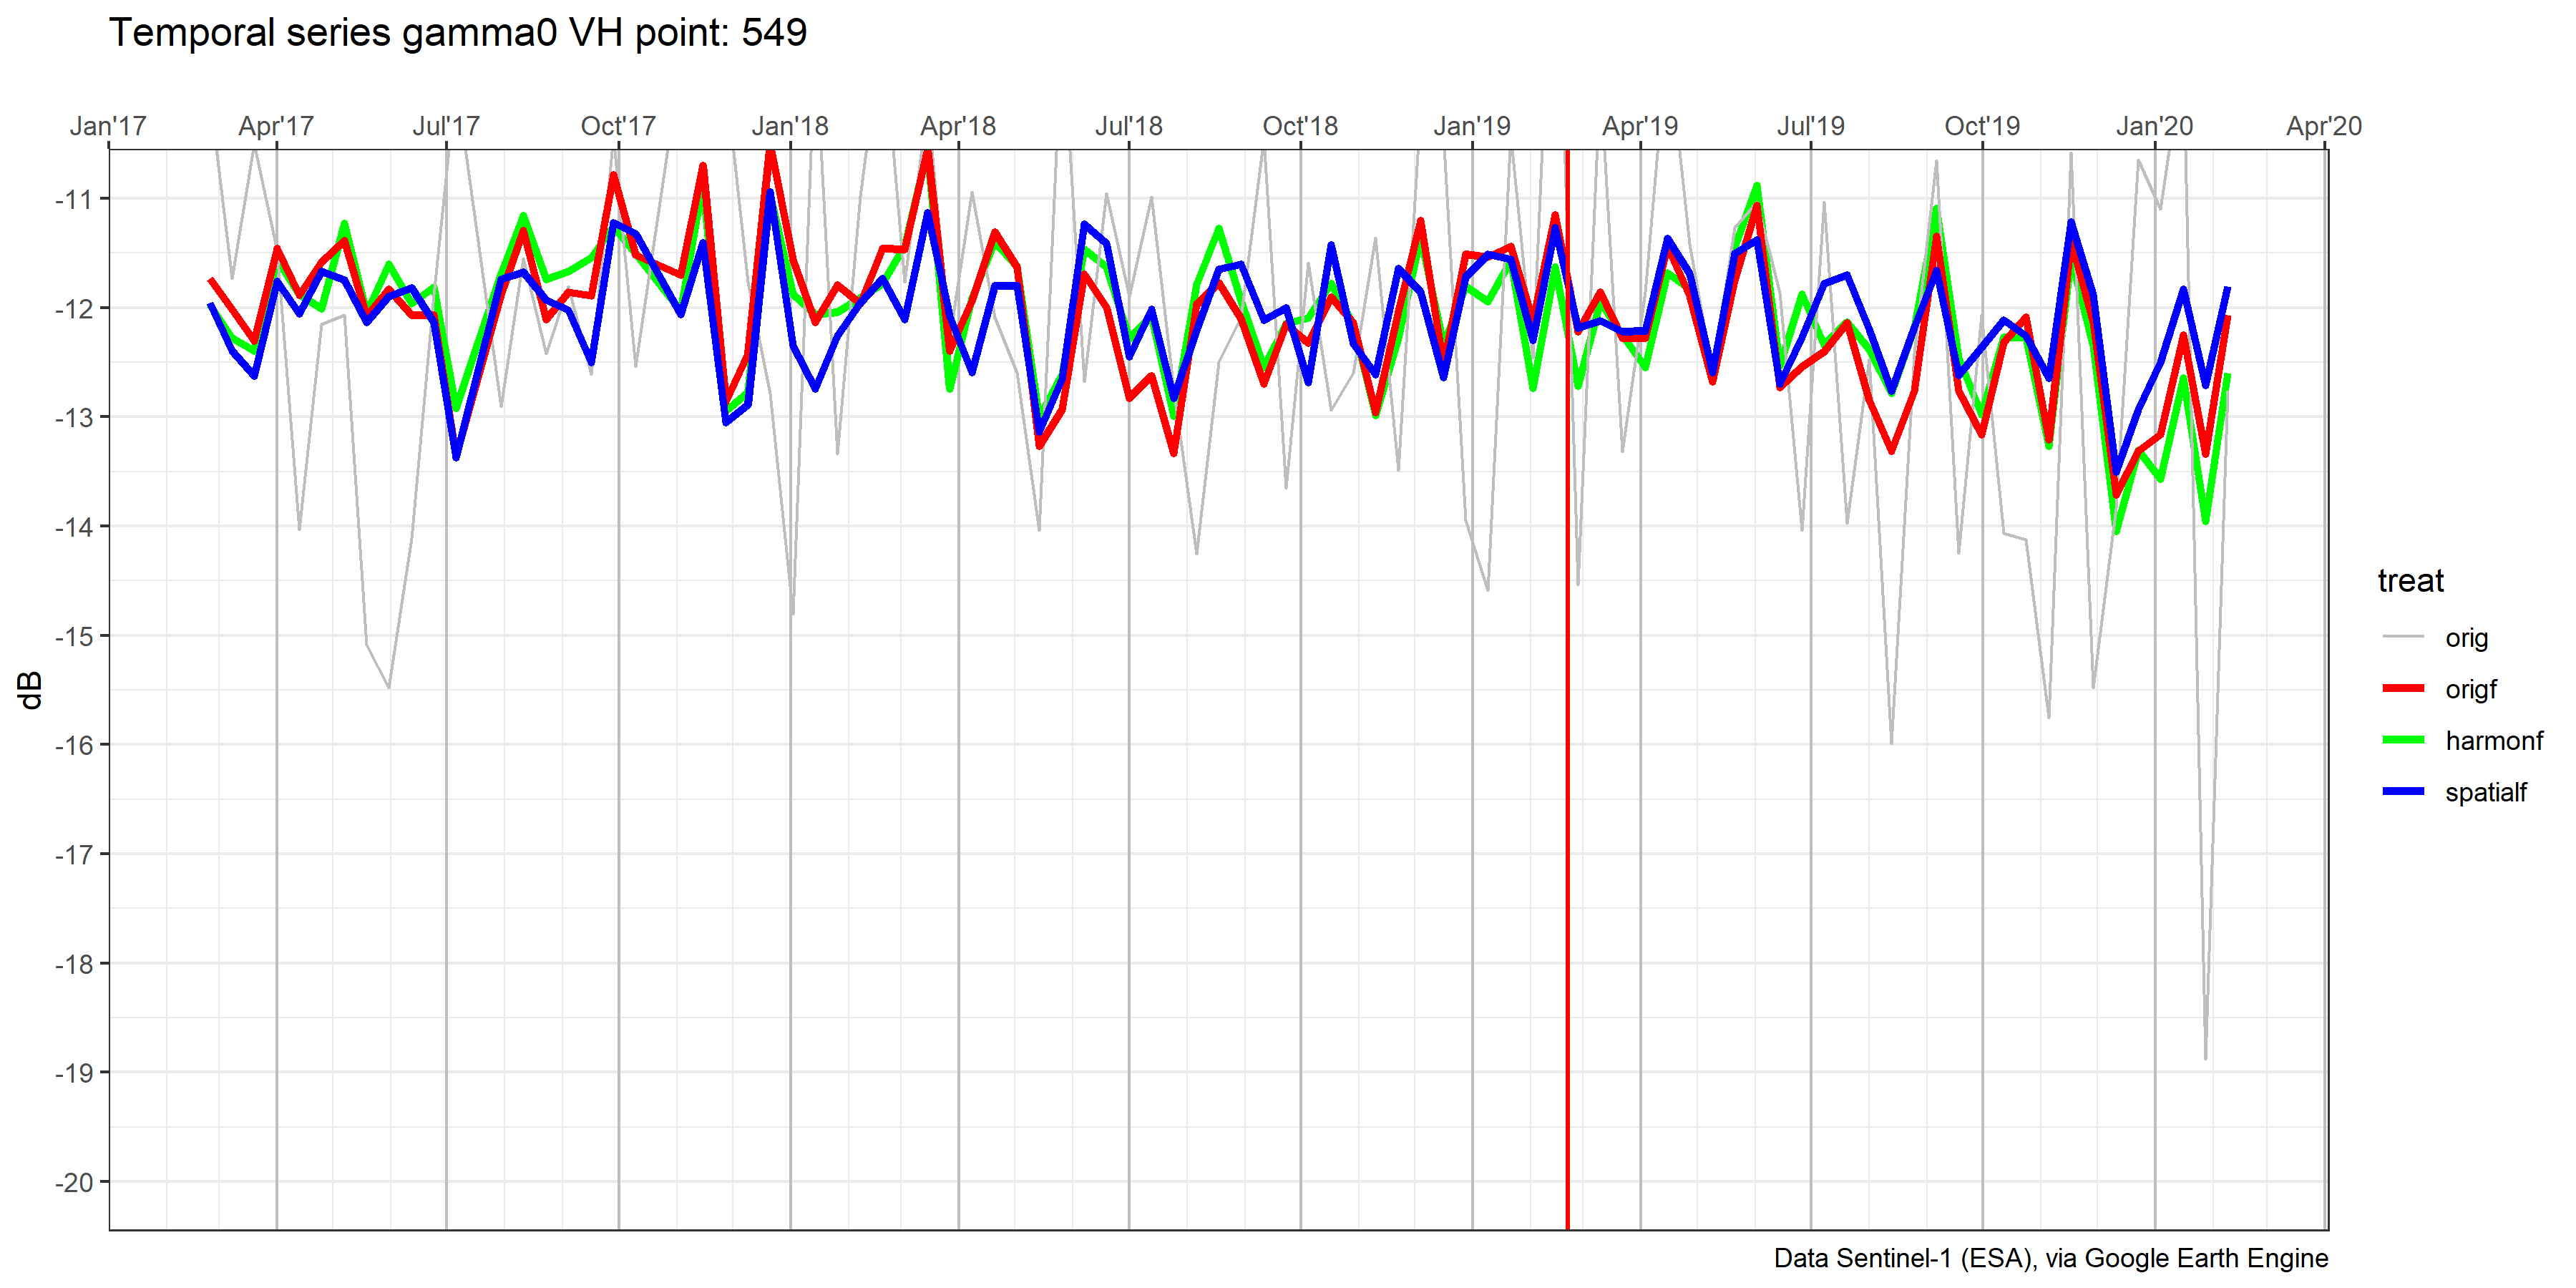 Temporal series gamma0 VH point: 549
Jan'17 Apr'17 Jul'17 Oct'17 Jan'18 Apr'18 Jul'18 Oct'18 Jan'19 Apr'19 Jul'19 Oct'19 Jan'20 Apr'20
-11
-12
-13
-14
-15
-16
-17
-18
-19
-20
dB
treat
orig
origf
harmonf
spatialf
Data Sentinel-1 (ESA), via Google Earth Engine